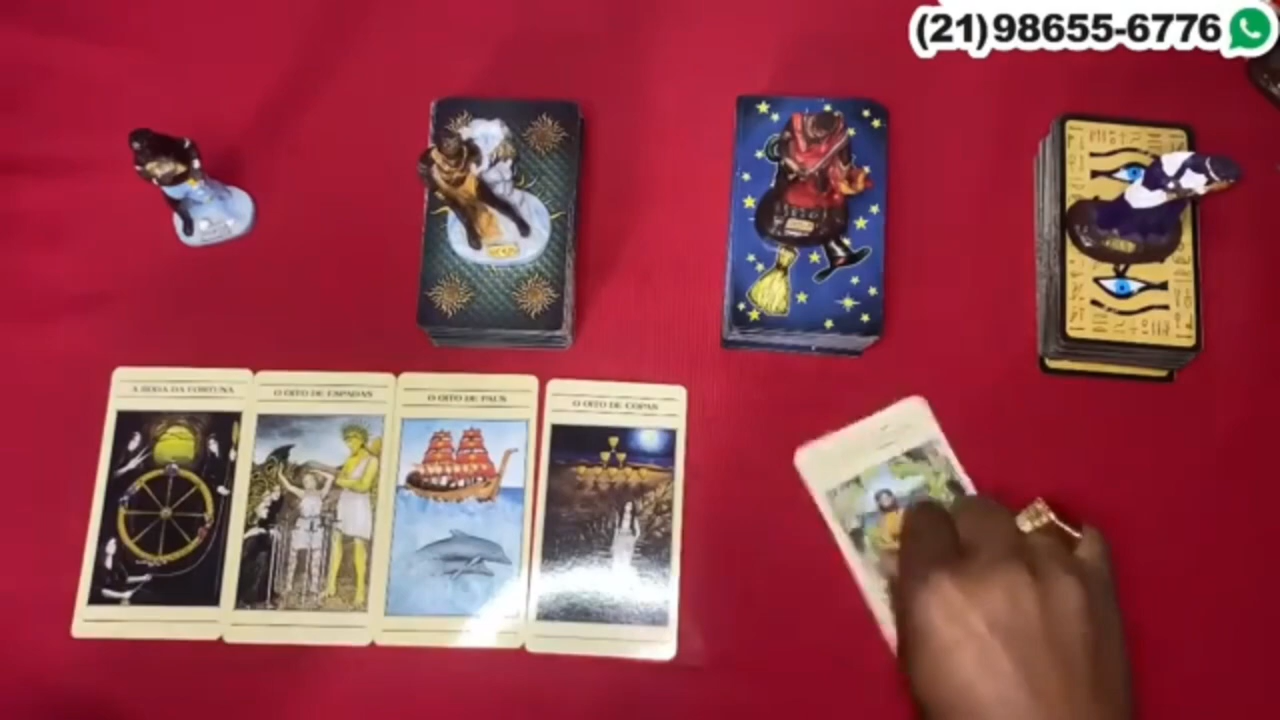 (21)98655-6776
A RODA DA FORTUNA
O OITO DE ESPADAS
O OITO DE PAUS
O OITO DE COPAS